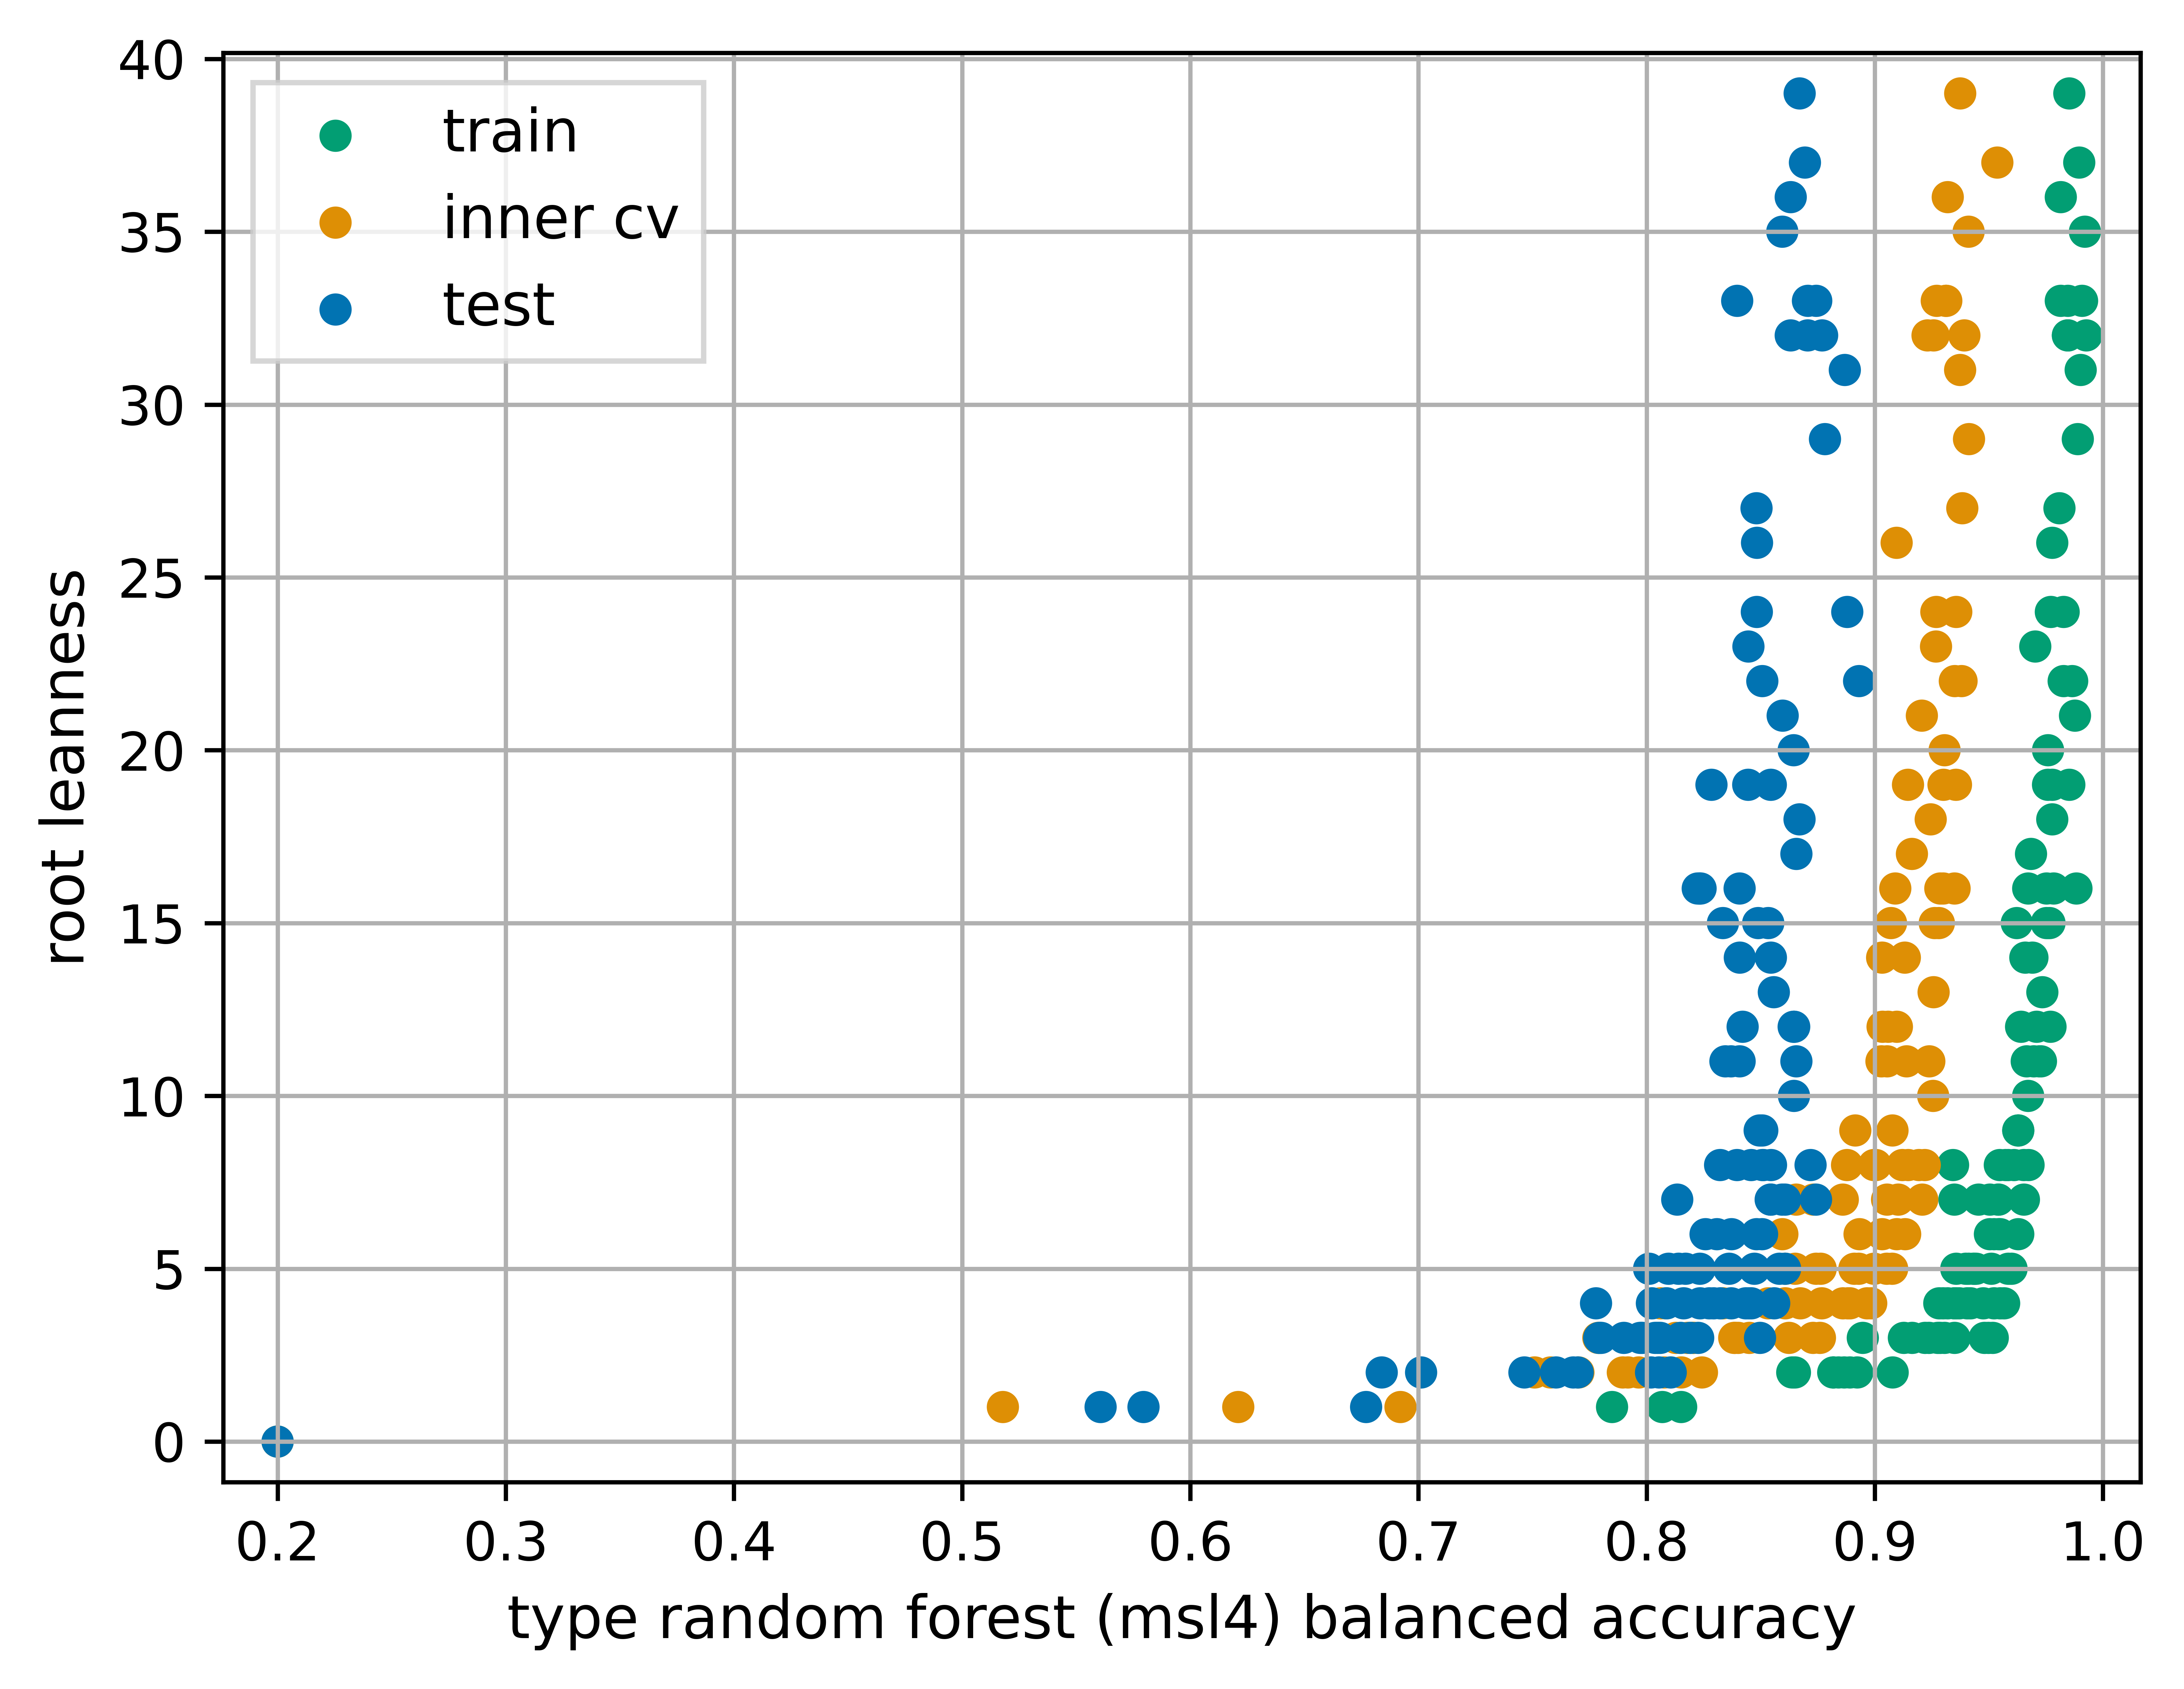 40
35
30
25
20
15
10
5
0
root leanness
train
inner cv
test
0.2 0.3 0.4 0.5 0.6 0.7 0.8 0.9 1.0
type random forest (msl4) balanced accuracy